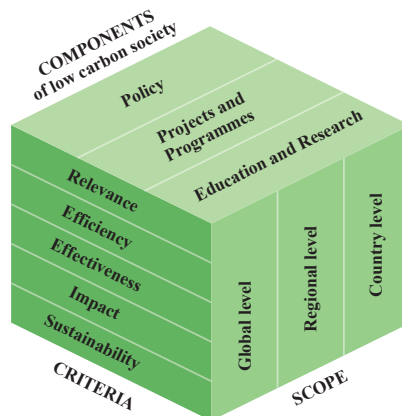 COMPONENTS
of low carbon society
Policy
Projects and
Programmes
Education and Research
Relevance
Efficiency
Effectiveness
Impact
Sustainability
CRITERIA
Global level
Regional level
Country level
SCOPE